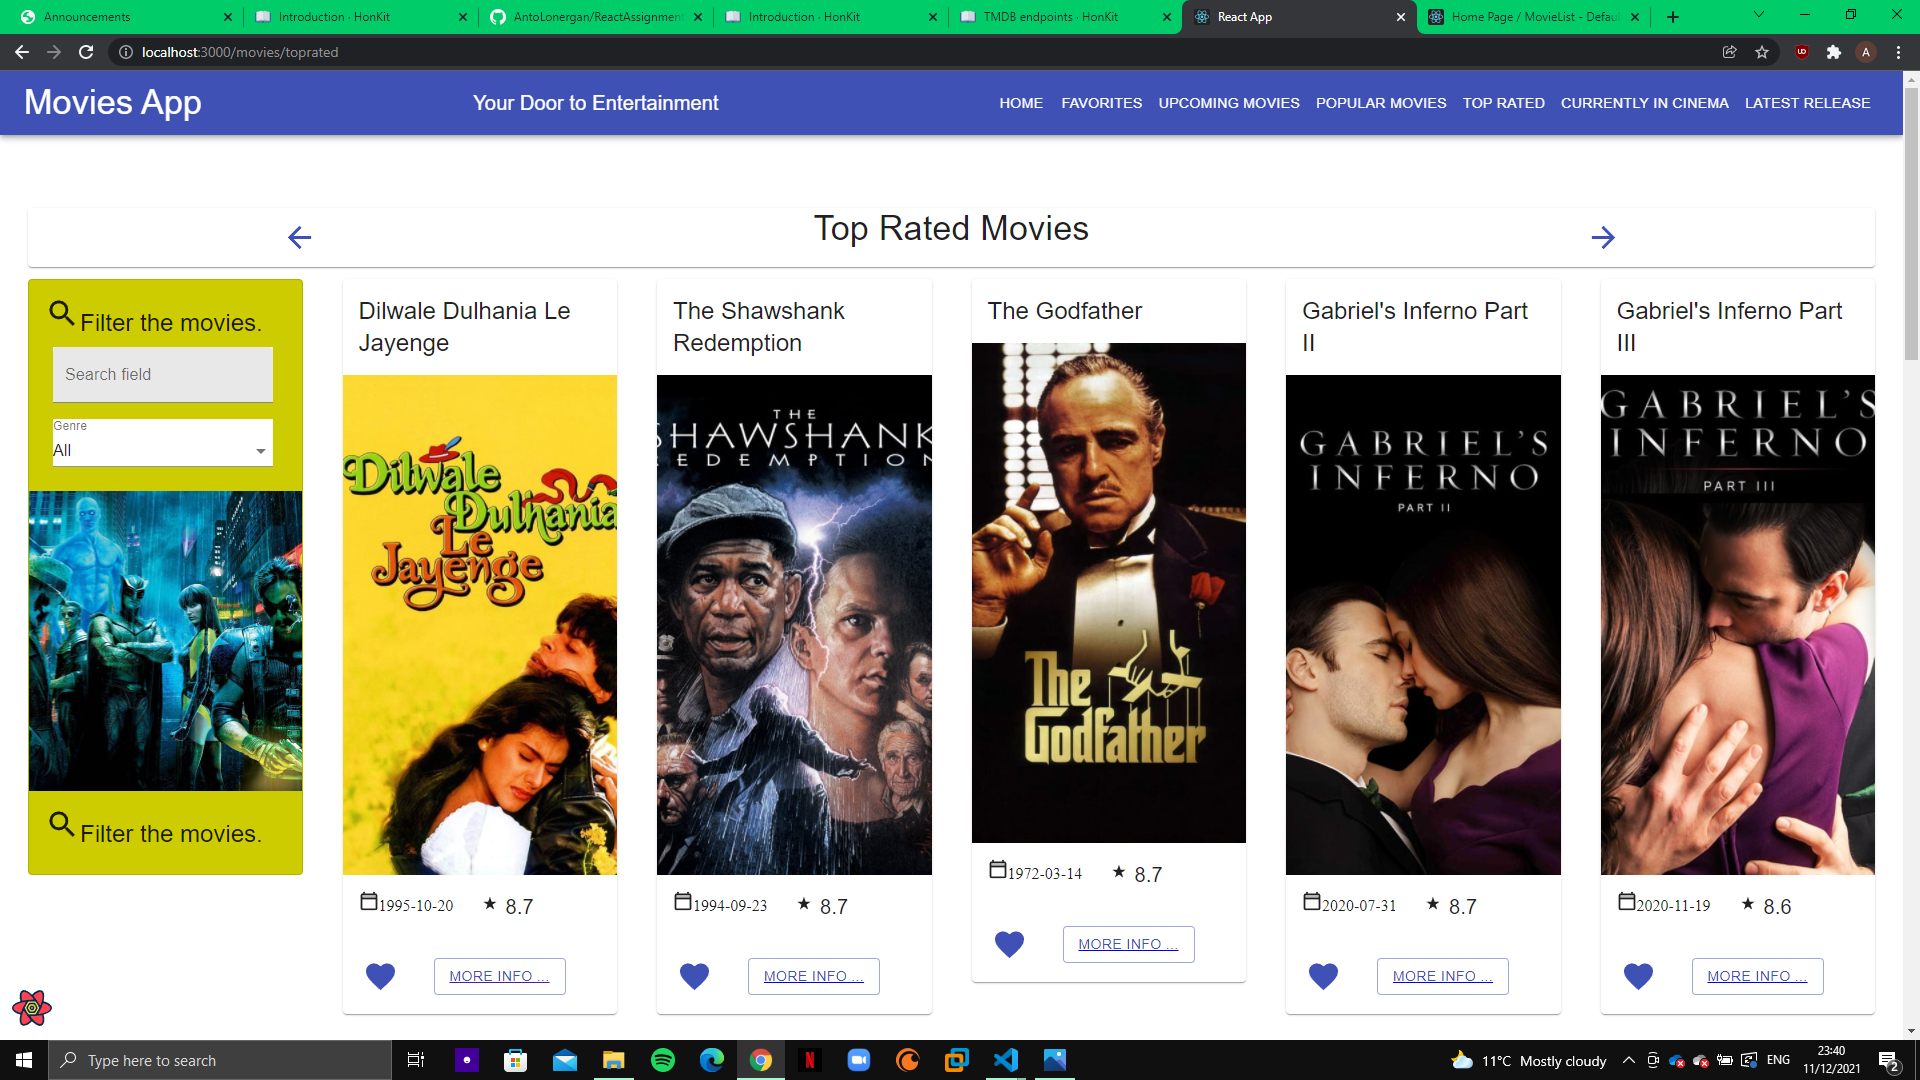 Announcements
Introduction · HonKit
AntoLonergan/ReactAssignment
Introduction · HonKit
TMDB endpoints · HonKit
React App
Home Page / MovieList - Defau
localhost:3000/movies/toprated
A
Movies App
Your Door to Entertainment
HOME
FAVORITES
UPCOMING MOVIES
POPULAR MOVIES
TOP RATED
CURRENTLY IN CINEMA
LATEST RELEASE
Top Rated Movies
Filter the movies.
Search field
Genre
All
Filter the movies.
Dilwale Dulhania Le
Jayenge
Dilwale
Dulhania
Le
Jayenge
1995-10-20
8.7
MORE INFO ...
The Shawshank
Redemption
THE
SHAWSHANK
REDEMPTION
1994-09-23
8.7
MORE INFO ...
The Godfather
The
Godfather
1972-03-14
8.7
MORE INFO ...
Gabriel's Inferno Part
II
GABRIEL'S
INFERNO
PART II
2020-07-31
8.7
MORE INFO ...
Gabriel's Inferno Part
III
GABRIEL'S
INFERNO
PART III
2020-11-19
8.6
MORE INFO ...
Type here to search
11°C Mostly cloudy
ENG
23:40
11/12/2021
2